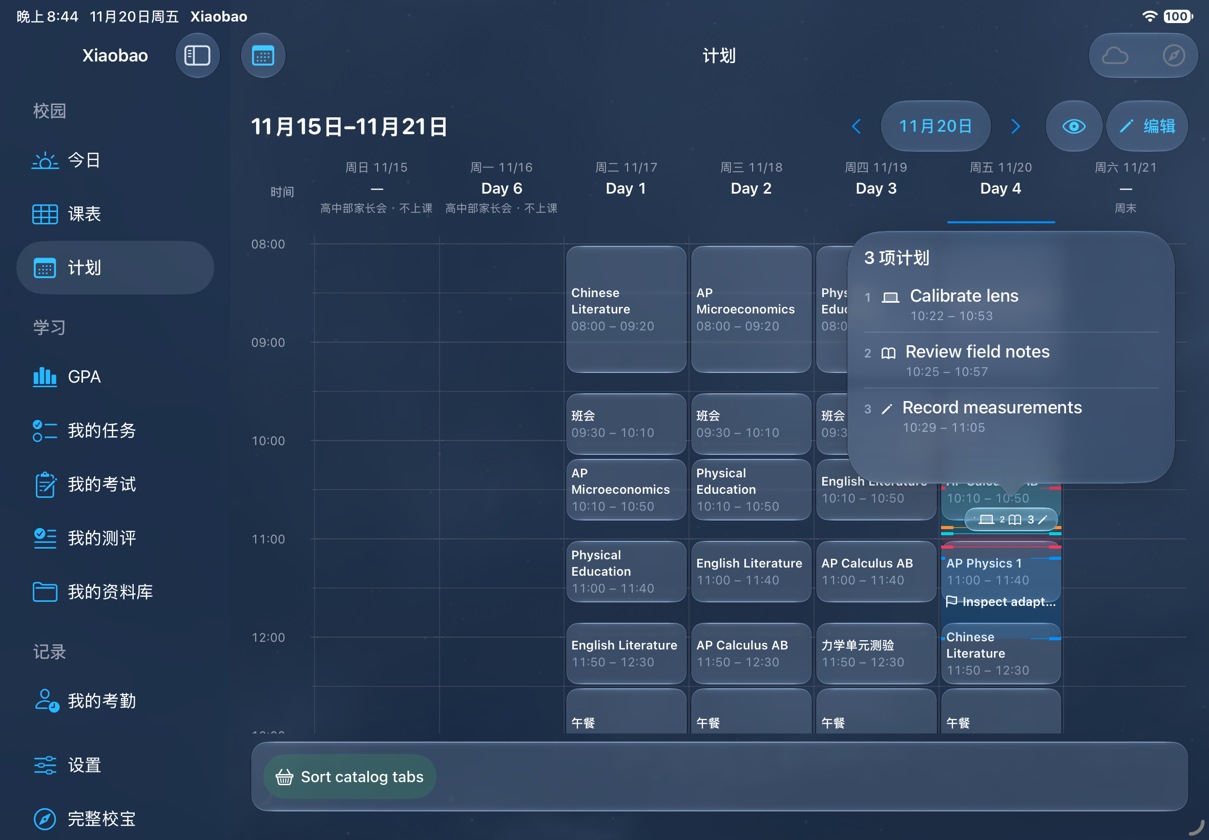 晚上8:44 11月20日周五 Xiaobao
100
Xiaobao
计划
校园
今日
课表
计划
学习
GPA
我的任务
我的考试
我的测评
我的资料库
记录
我的考勤
设置
完整校宝
11月15日–11月21日
11月20日
编辑
时间
周日 11/15
—
高中部家长会 · 不上课
周一 11/16
Day 6
高中部家长会 · 不上课
周二 11/17
Day 1
周三 11/18
Day 2
周四 11/19
Day 3
周五 11/20
Day 4
周六 11/21
—
周末
08:00
09:00
10:00
11:00
12:00
Chinese
Literature
08:00 – 09:20
班会
09:30 – 10:10
AP
Microeconomics
10:10 – 10:50
Physical
Education
11:00 – 11:40
English Literature
11:50 – 12:30
午餐
AP
Microeconomics
08:00 – 09:20
班会
09:30 – 10:10
Physical
Education
10:10 – 10:50
English Literature
11:00 – 11:40
AP Calculus AB
11:50 – 12:30
午餐
Phys
Educ
08:0
班会
09:3
English Literature
10:10 – 10:50
AP Calculus AB
11:00 – 11:40
力学单元测验
11:50 – 12:30
午餐
3 项计划
1 Calibrate lens
10:22 – 10:53
2 Review field notes
10:25 – 10:57
3 Record measurements
10:29 – 11:05
AP Calculus AB
10:10 – 10:50
1 2 3
AP Physics 1
11:00 – 11:40
Inspect adapt...
Chinese
Literature
11:50 – 12:30
午餐
Sort catalog tabs